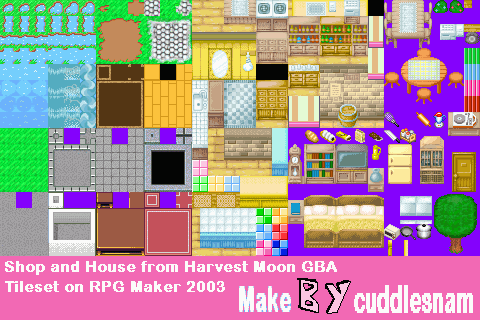 Shop and House from Harvest Moon GBA
Tileset on RPG Maker 2003
Make BY cuddlesnam